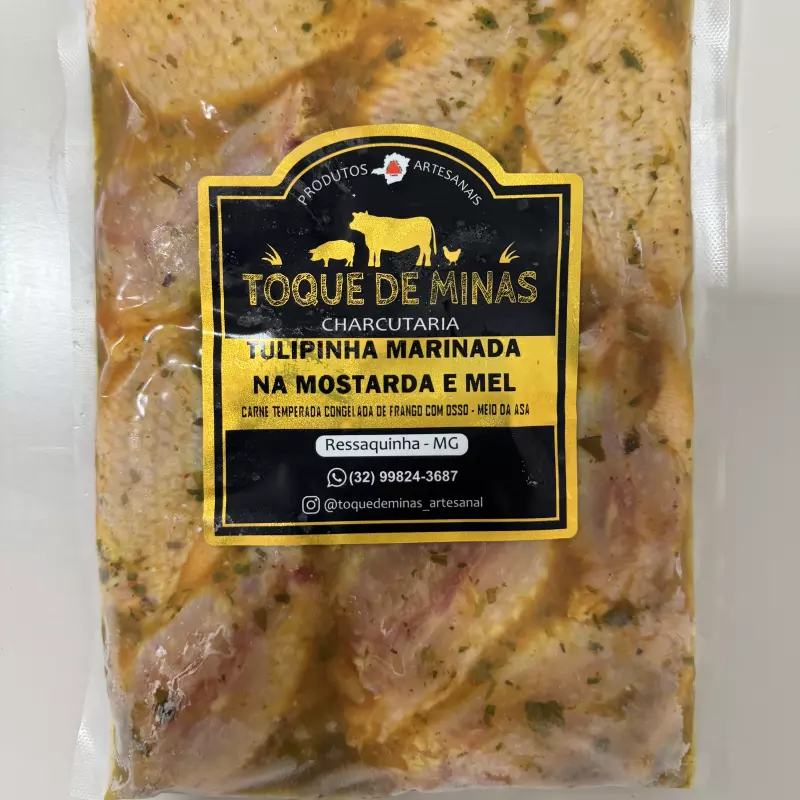 PRODUTOS ARTESANAIS
TOQUE DE MINAS
CHARCUTARIA
TULIPINHA MARINADA
NA MOSTARDA E MEL
CARNE TEMPERADA CONGELADA DE FRANGO COM OSSO - MEIO DA ASA
Ressaquinha - MG
(32) 99824-3687
@toquedeminas_artesanal